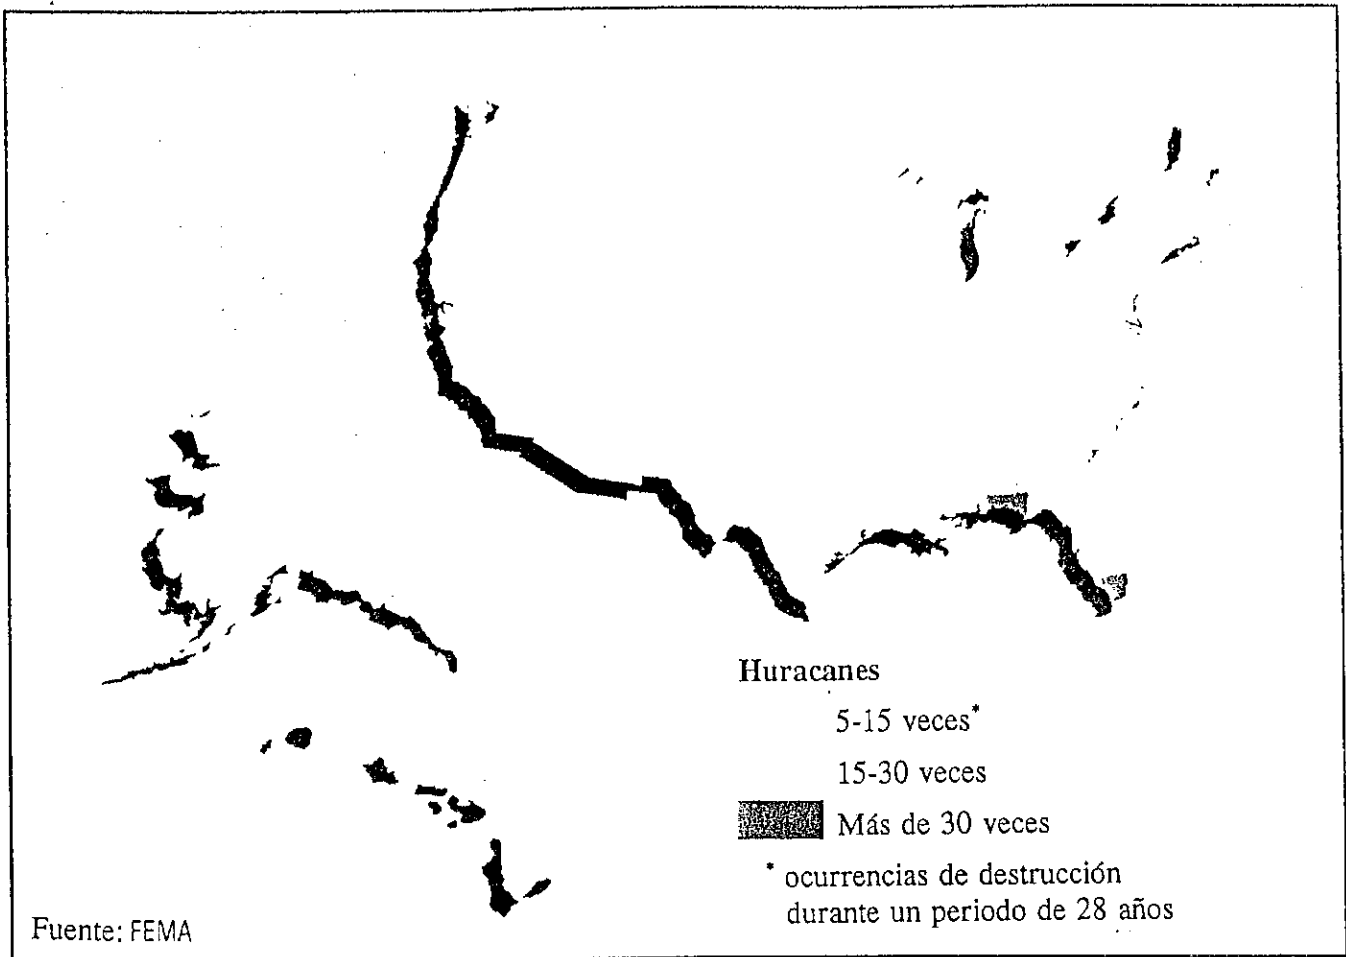 Huracanes
5-15 veces*
15-30 veces
Más de 30 veces
* ocurrencias de destrucción
durante un periodo de 28 años
Fuente: FEMA